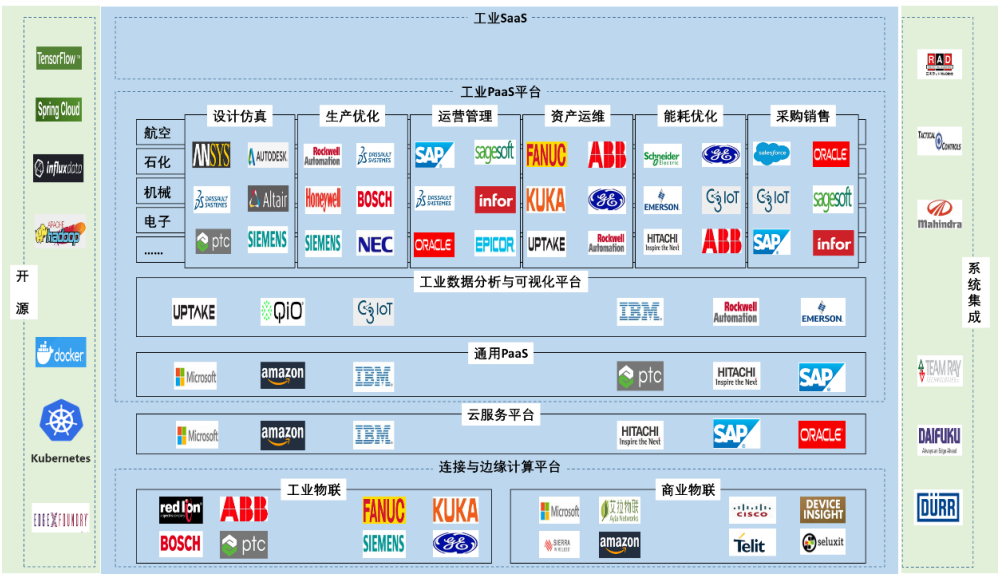 工业SaaS
工业PaaS平台
设计仿真 生产优化 运营管理 资产运维 能耗优化 采购销售
航空
石化
机械
电子
......
ANSYS AUTODESK Rockwell Automation DASSAULT SYSTEMES SAP sagesoft FANUC ABB Schneider Electric GE salesforce ORACLE
DASSAULT SYSTEMES Altair Honeywell BOSCH DASSAULT SYSTEMES infor KUKA GE EMERSON. C3 IoT C3 IoT sagesoft
ptc SIEMENS SIEMENS NEC ORACLE EPICOR UPTAKE Rockwell Automation HITACHI Inspire the Next ABB SAP infor
工业数据分析与可视化平台
UPTAKE QiO C3 IoT IBM Rockwell Automation EMERSON.
通用PaaS
Microsoft amazon IBM ptc HITACHI Inspire the Next SAP
云服务平台
Microsoft amazon IBM HITACHI Inspire the Next SAP ORACLE
连接与边缘计算平台
工业物联
red lion ABB FANUC KUKA
BOSCH ptc SIEMENS GE
商业物联
Microsoft 艾拉物联 Ayla Networks CISCO DEVICE INSIGHT
SIERRA WIRELESS amazon Telit seluxit
开
源
TensorFlow
Spring Cloud
influxdata
APACHE hadoop
docker
Kubernetes
EDGE X FOUNDRY
系
统
集
成
RAD
TACTICAL CONTROLS
Mahindra
TEAM RAY
DAIFUKU
Always an Edge Ahead
DÜRR